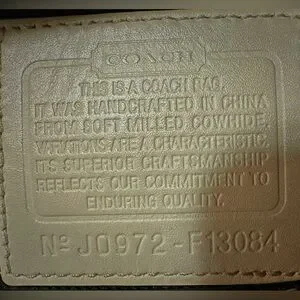 COACH
THIS IS A COACH BAG.
IT WAS HANDCRAFTED IN CHINA
FROM SOFT MILLED COWHIDE.
VARIATIONS ARE A CHARACTERISTIC.
ITS SUPERIOR CRAFTSMANSHIP
REFLECTS OUR COMMITMENT TO
ENDURING QUALITY.
Nº J0972-F13084